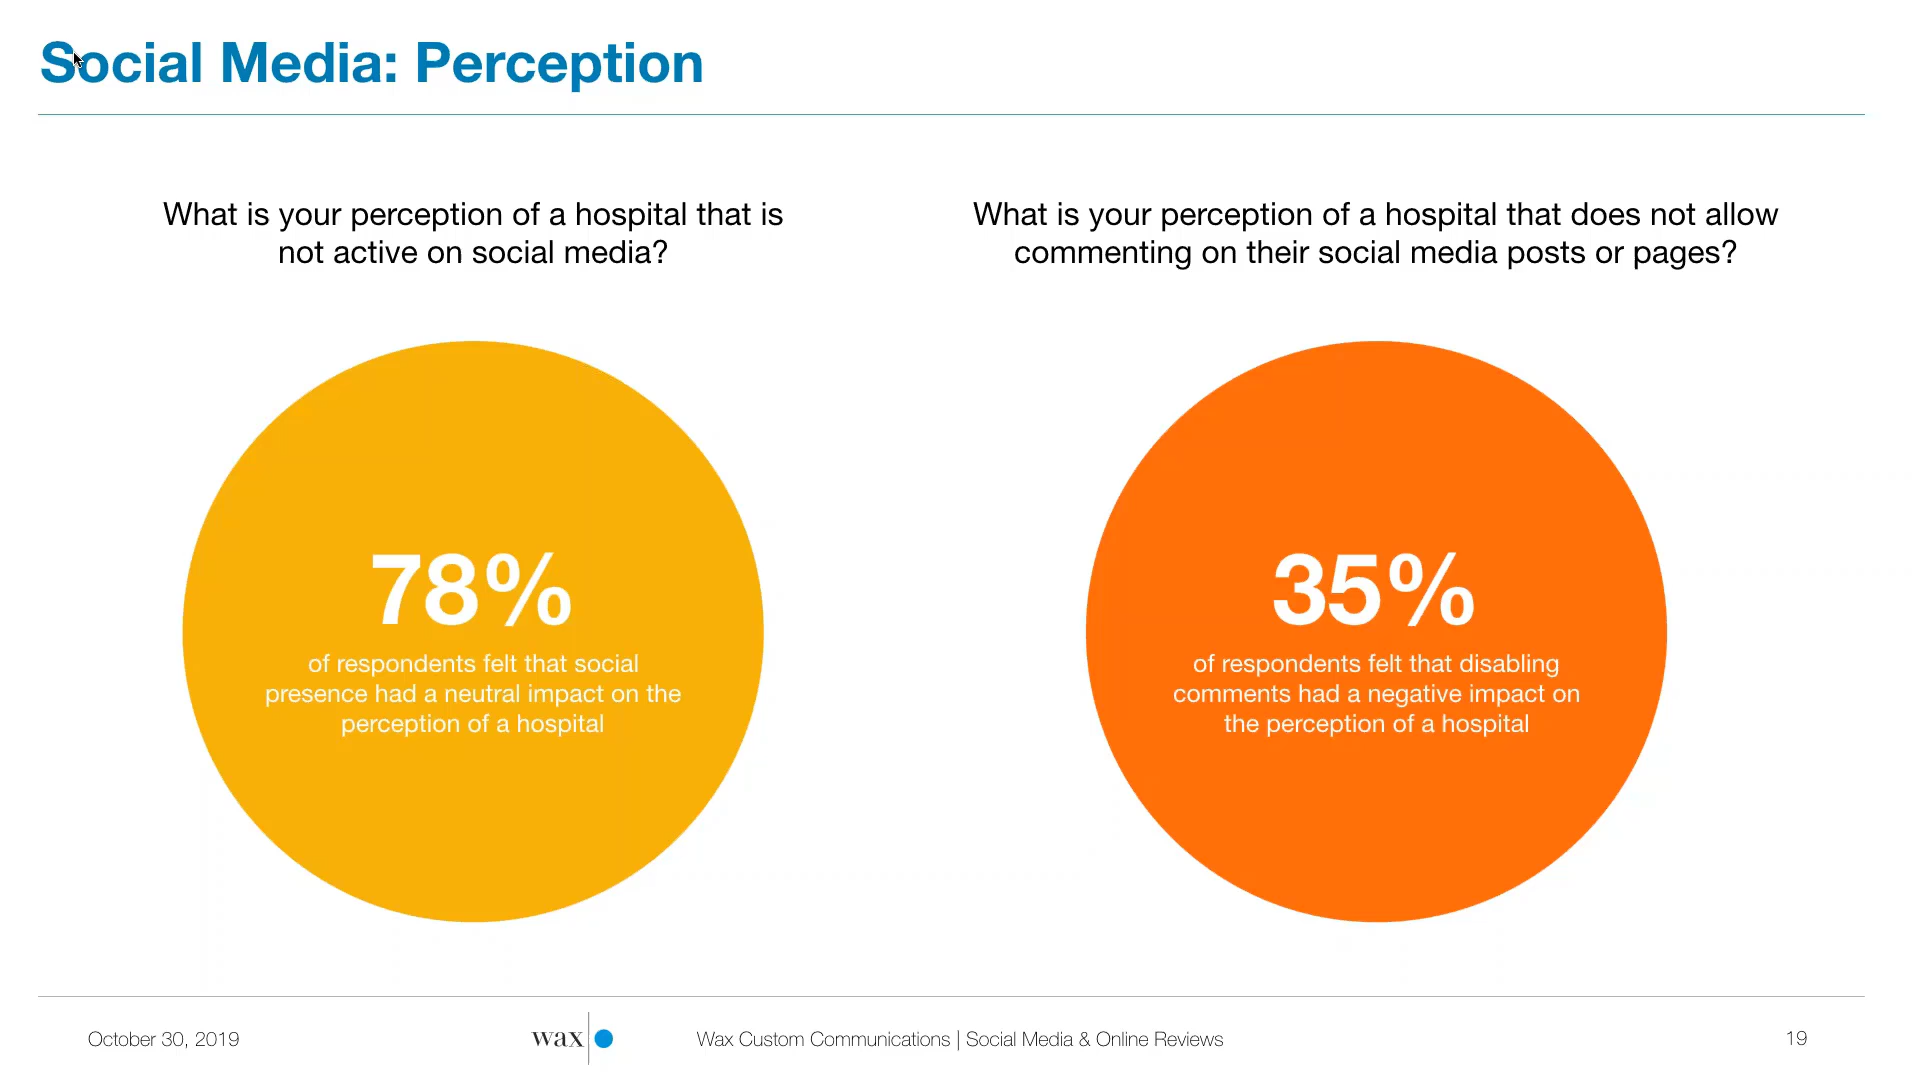 Social Media: Perception
What is your perception of a hospital that is
not active on social media?
78%
of respondents felt that social
presence had a neutral impact on the
perception of a hospital
What is your perception of a hospital that does not allow
commenting on their social media posts or pages?
35%
of respondents felt that disabling
comments had a negative impact on
the perception of a hospital
October 30, 2019
wax
Wax Custom Communications | Social Media & Online Reviews
19